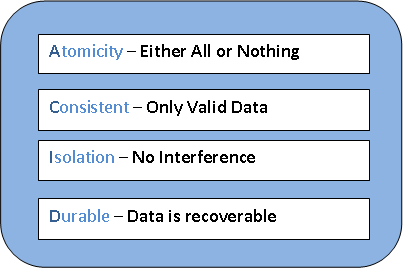 Atomicity – Either All or Nothing
Consistent – Only Valid Data
Isolation – No Interference
Durable – Data is recoverable